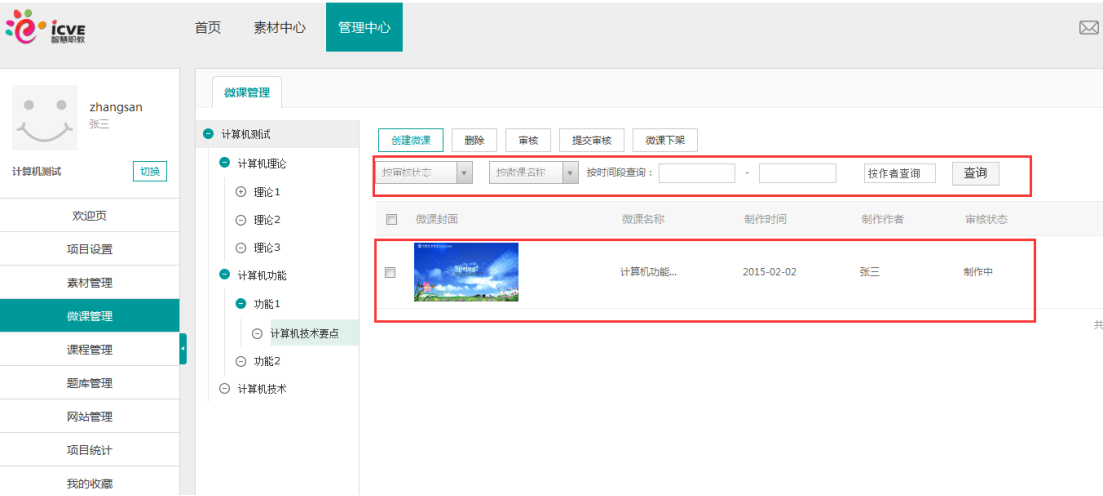 icve
智慧职教
首页 素材中心 管理中心
zhangsan
张三
计算机测试 切换
欢迎页
项目设置
素材管理
微课管理
课程管理
题库管理
网站管理
项目统计
我的收藏
微课管理
计算机测试
计算机理论
理论1
理论2
理论3
计算机功能
功能1
计算机技术要点
功能2
计算机技术
创建微课 删除 审核 提交审核 微课下架
按审核状态 按微课名称 按时间段查询： - 按作者查询 查询
微课封面 微课名称 制作时间 制作作者 审核状态
Spring!
计算机功能... 2015-02-02 张三 制作中
共